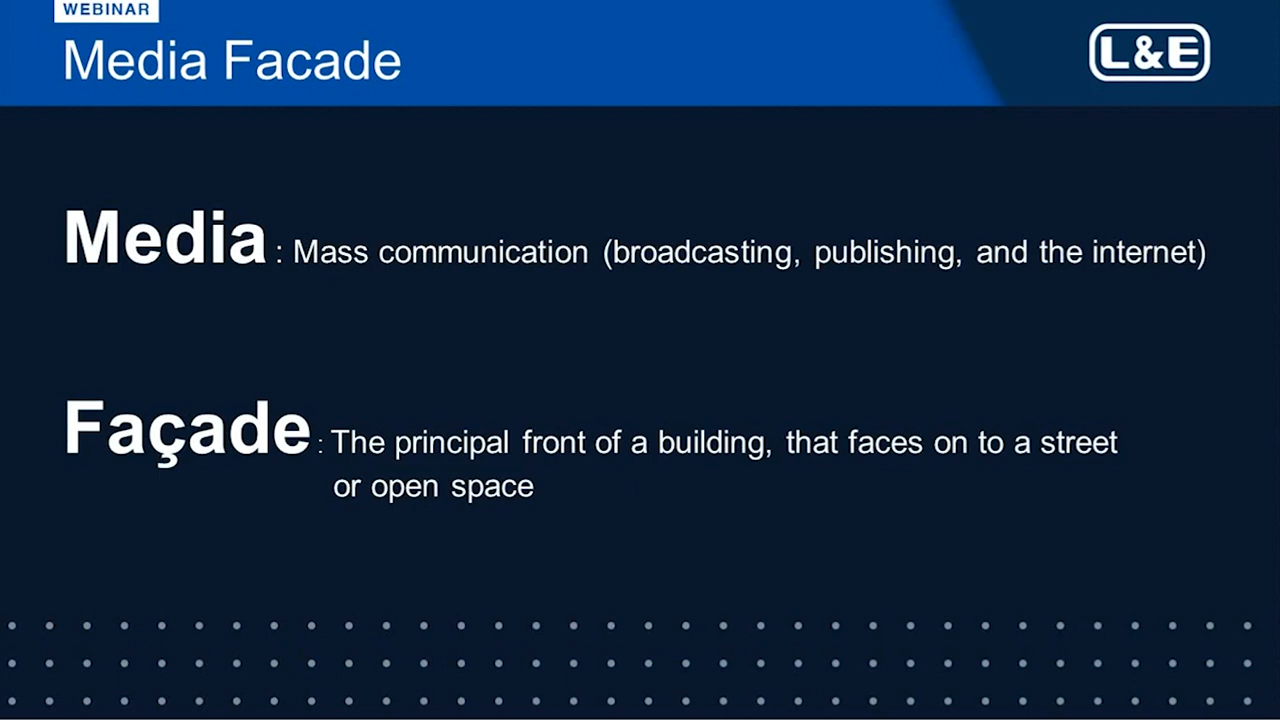 WEBINAR
Media Facade
L&E
Media : Mass communication (broadcasting, publishing, and the internet)
Façade : The principal front of a building, that faces on to a street
or open space